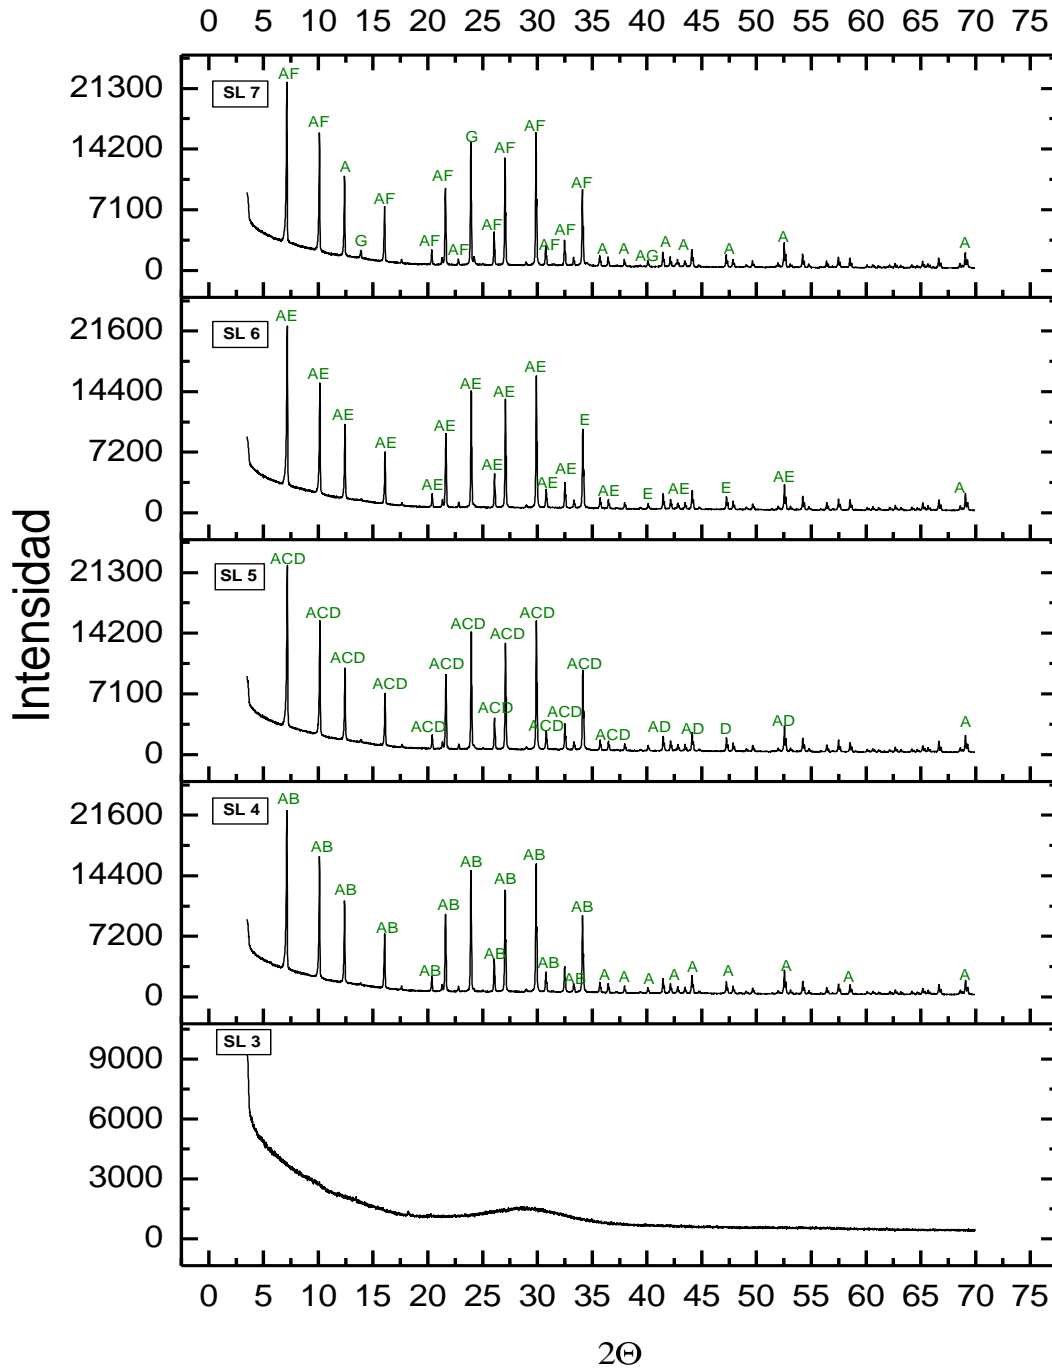 0 5 10 15 20 25 30 35 40 45 50 55 60 65 70 75
21300
14200
7100
0
SL 7
AF AF A G AF AF AF AF G AF AF AF AF AF AF A A AG A A A A A
21600
14400
7200
0
SL 6
AE AE AE AE AE AE AE AE AE AE AE AE E AE E AE E AE A
21300
14200
7100
0
SL 5
ACD ACD ACD ACD ACD ACD ACD ACD ACD ACD ACD ACD ACD ACD AD AD D AD A
21600
14400
7200
0
SL 4
AB AB AB AB AB AB AB AB AB AB AB AB AB A A A A A A A A A
9000
6000
3000
0
SL 3
Intensidad
0 5 10 15 20 25 30 35 40 45 50 55 60 65 70 75
2Θ